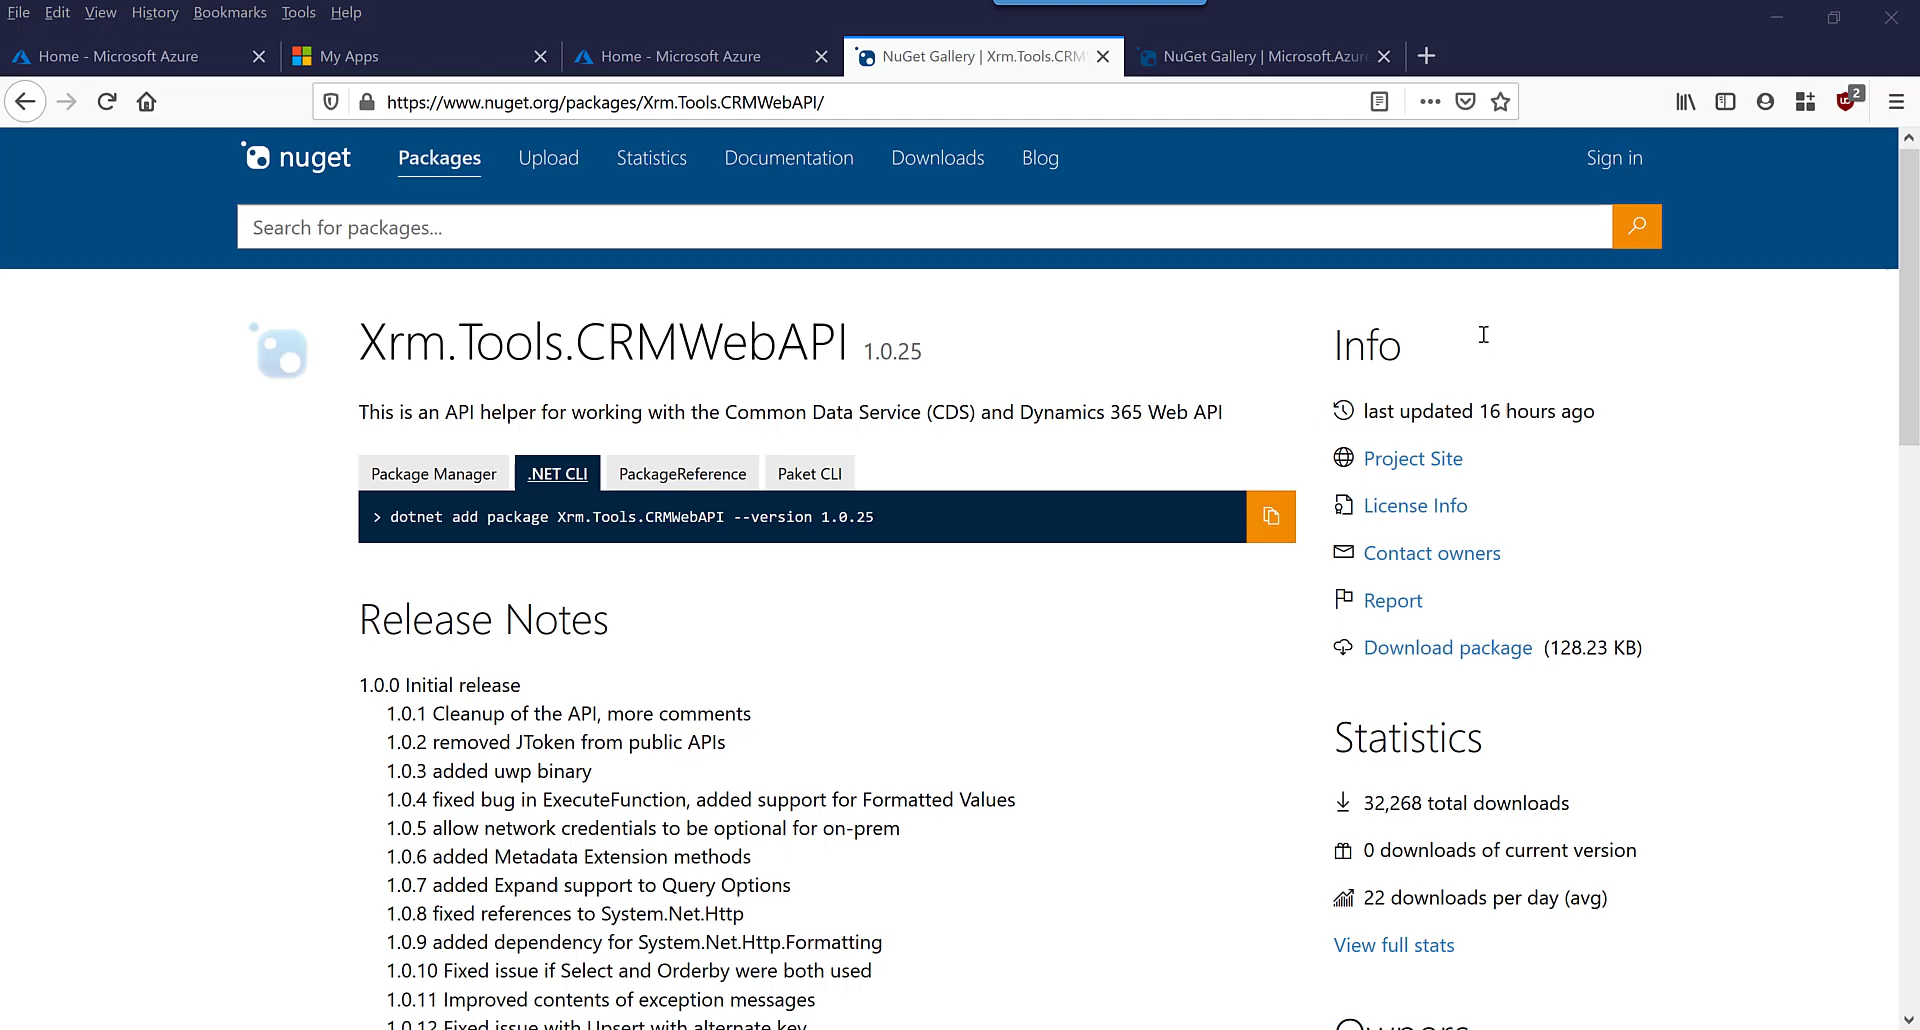 File Edit View History Bookmarks Tools Help
Home - Microsoft Azure
My Apps
Home - Microsoft Azure
NuGet Gallery | Xrm.Tools.CRM
NuGet Gallery | Microsoft.Azure
https://www.nuget.org/packages/Xrm.Tools.CRMWebAPI/
2
nuget Packages Upload Statistics Documentation Downloads Blog Sign in
Search for packages...
Xrm.Tools.CRMWebAPI 1.0.25
This is an API helper for working with the Common Data Service (CDS) and Dynamics 365 Web API
Package Manager .NET CLI PackageReference Paket CLI
> dotnet add package Xrm.Tools.CRMWebAPI --version 1.0.25
Release Notes
1.0.0 Initial release
1.0.1 Cleanup of the API, more comments
1.0.2 removed JToken from public APIs
1.0.3 added uwp binary
1.0.4 fixed bug in ExecuteFunction, added support for Formatted Values
1.0.5 allow network credentials to be optional for on-prem
1.0.6 added Metadata Extension methods
1.0.7 added Expand support to Query Options
1.0.8 fixed references to System.Net.Http
1.0.9 added dependency for System.Net.Http.Formatting
1.0.10 Fixed issue if Select and Orderby were both used
1.0.11 Improved contents of exception messages
1.0.12 Fixed issue with Upsert with alternate key
Info
last updated 16 hours ago
Project Site
License Info
Contact owners
Report
Download package (128.23 KB)
Statistics
32,268 total downloads
0 downloads of current version
22 downloads per day (avg)
View full stats
Owners